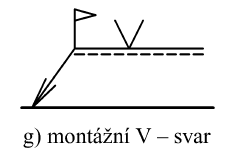 g) montážní V – svar